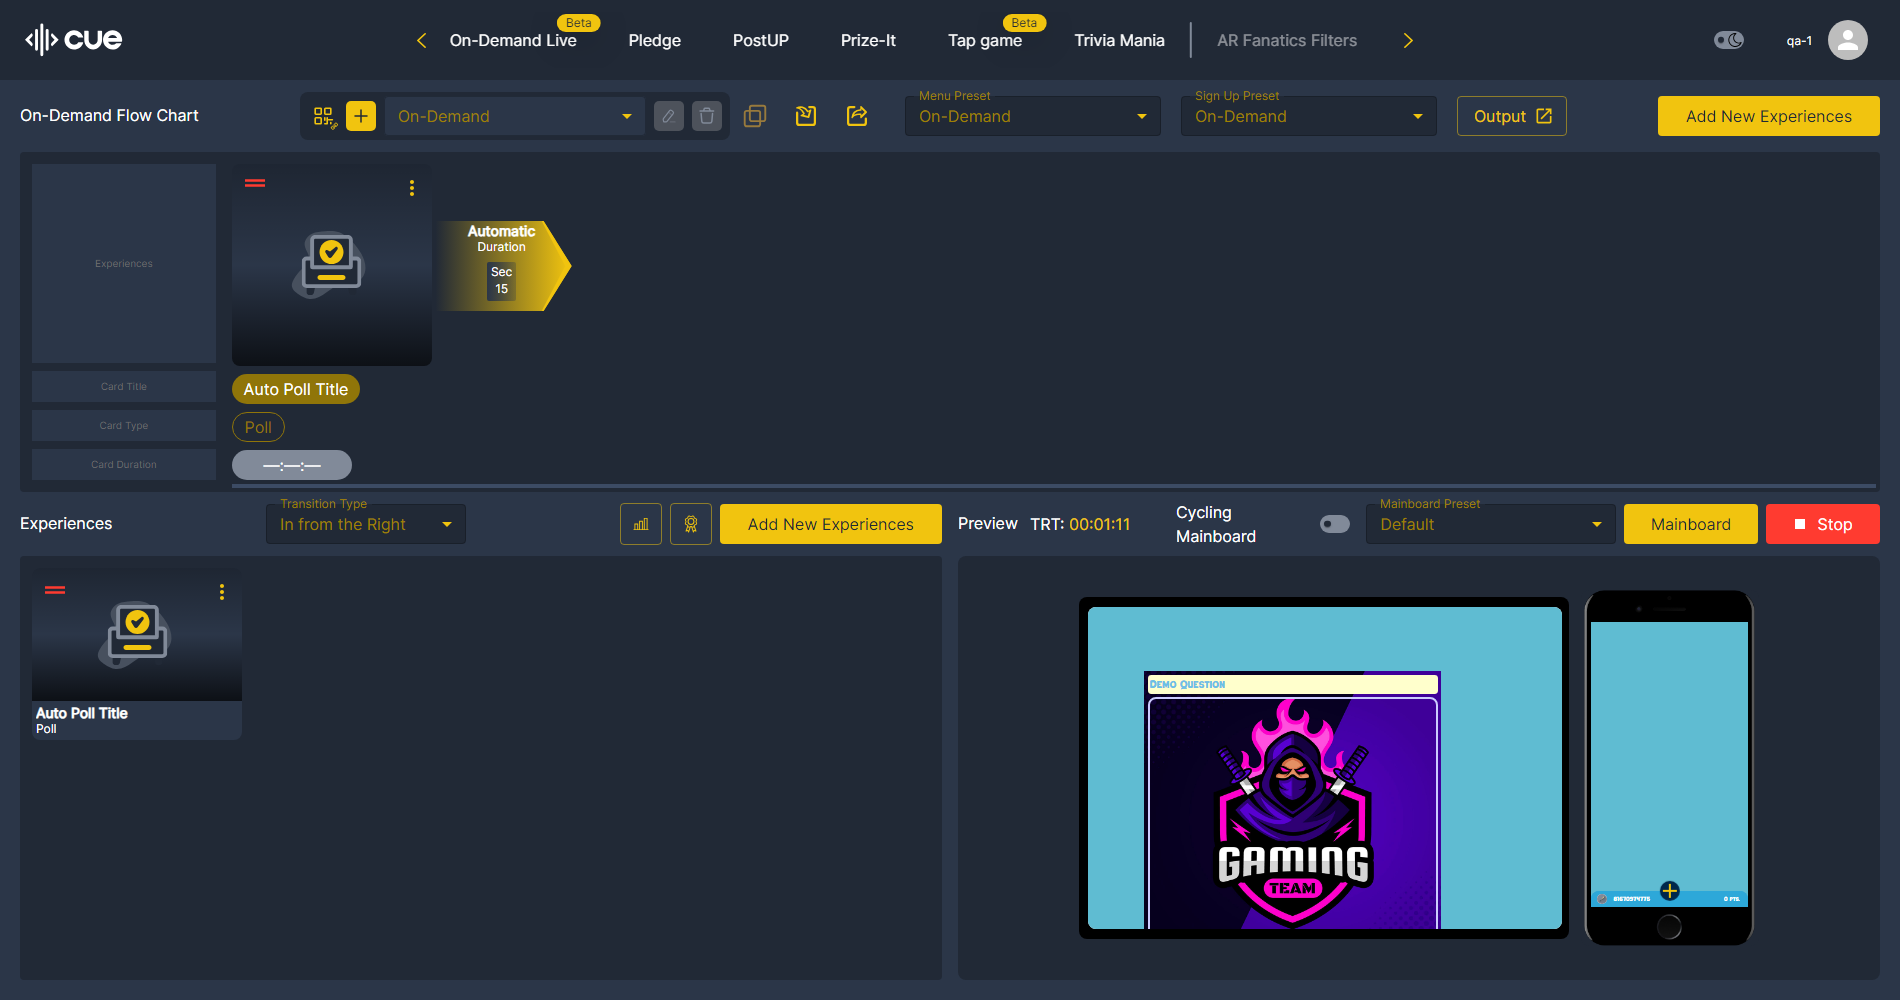 cue
On-Demand Live
Beta
Pledge
PostUP
Prize-It
Tap game
Beta
Trivia Mania
AR Fanatics Filters
qa-1
On-Demand Flow Chart
On-Demand
Menu Preset
On-Demand
Sign Up Preset
On-Demand
Output
Add New Experiences
Experiences
Automatic
Duration
Sec
15
Card Title
Auto Poll Title
Card Type
Poll
Card Duration
—:—:—
Experiences
Transition Type
In from the Right
Add New Experiences
Preview
TRT: 00:01:11
Cycling
Mainboard
Mainboard Preset
Default
Mainboard
Stop
Auto Poll Title
Poll
Demo Question
GAMING
TEAM
0 PTS.